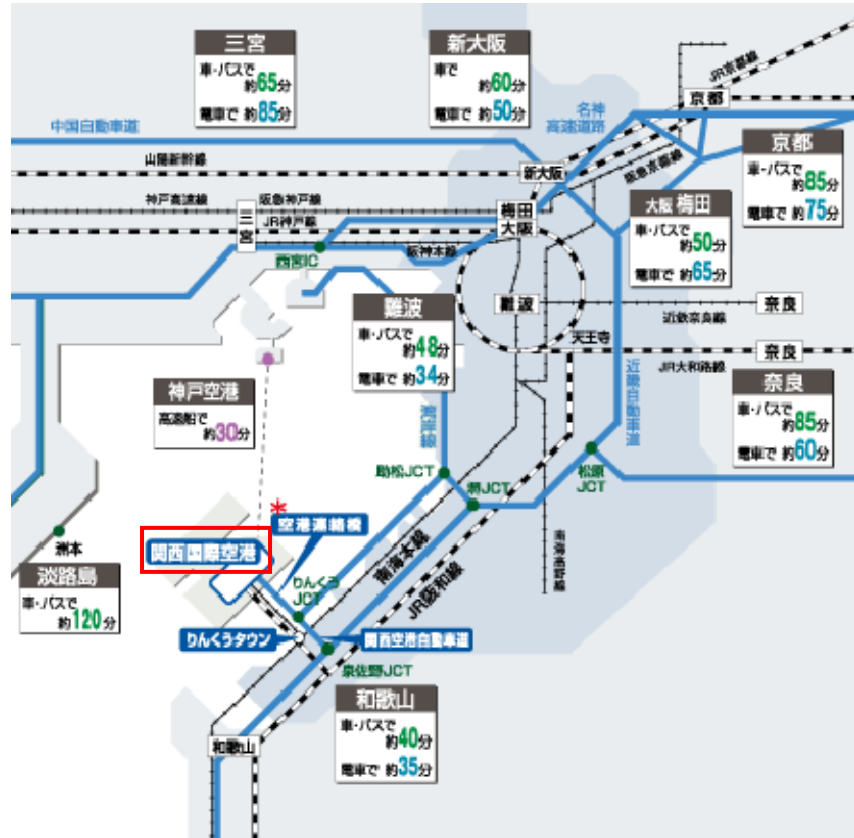 三宮
車・バスで
約65分
電車で 約85分
新大阪
車で
約60分
電車で 約50分
JR京都線
京都
中国自動車道
名神
高速道路
京都
車・バスで
約85分
電車で 約75分
山陽新幹線
新大阪
阪急京都線
神戸高速線
阪急神戸線
梅田
大阪
大阪 梅田
車・バスで
約50分
電車で 約65分
三宮
JR神戸線
阪神本線
西宮IC
難波
車・バスで
約48分
電車で 約34分
難波
奈良
近鉄奈良線
天王寺
奈良
JR大和路線
近畿自動車道
奈良
車・バスで
約85分
電車で 約60分
神戸空港
高速船で
約30分
湾岸線
助松JCT
堺JCT
松原
JCT
*
空港連絡橋
関西国際空港
洲本
淡路島
車・バスで
約120分
りんくう
JCT
南海本線
JR阪和線
南海高野線
りんくうタウン
関西空港自動車道
泉佐野JCT
和歌山
車・バスで
約40分
電車で 約35分
和歌山